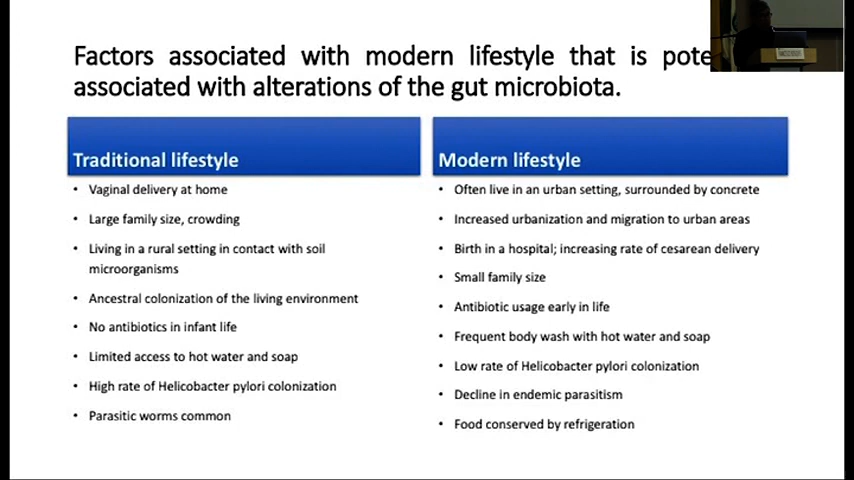 Factors associated with modern lifestyle that is pote
associated with alterations of the gut microbiota.
Traditional lifestyle
• Vaginal delivery at home
• Large family size, crowding
• Living in a rural setting in contact with soil
microorganisms
• Ancestral colonization of the living environment
• No antibiotics in infant life
• Limited access to hot water and soap
• High rate of Helicobacter pylori colonization
• Parasitic worms common
Modern lifestyle
• Often live in an urban setting, surrounded by concrete
• Increased urbanization and migration to urban areas
• Birth in a hospital; increasing rate of cesarean delivery
• Small family size
• Antibiotic usage early in life
• Frequent body wash with hot water and soap
• Low rate of Helicobacter pylori colonization
• Decline in endemic parasitism
• Food conserved by refrigeration